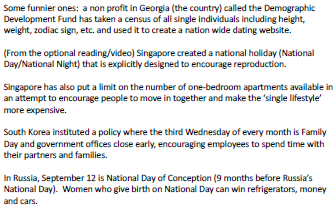 Some funnier ones:  a non profit in Georgia (the country) called the Demographic
Development Fund has taken a census of all single individuals including height,
weight, zodiac sign, etc. and used it to create a nation wide dating website.
(From the optional reading/video) Singapore created a national holiday (National
Day/National Night) that is explicitly designed to encourage reproduction.
Singapore has also put a limit on the number of one-bedroom apartments available in
an attempt to encourage people to move in together and make the ‘single lifestyle’
more expensive.
South Korea instituted a policy where the third Wednesday of every month is Family
Day and government offices close early, encouraging employees to spend time with
their partners and families.
In Russia, September 12 is National Day of Conception (9 months before Russia’s
National Day).  Women who give birth on National Day can win refrigerators, money
and cars.